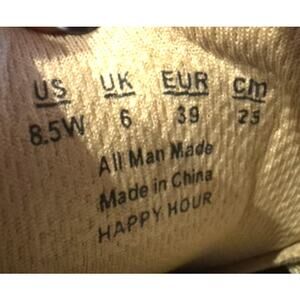 US UK EUR cm
8.5W 6 39 25
All Man Made
Made in China
HAPPY HOUR